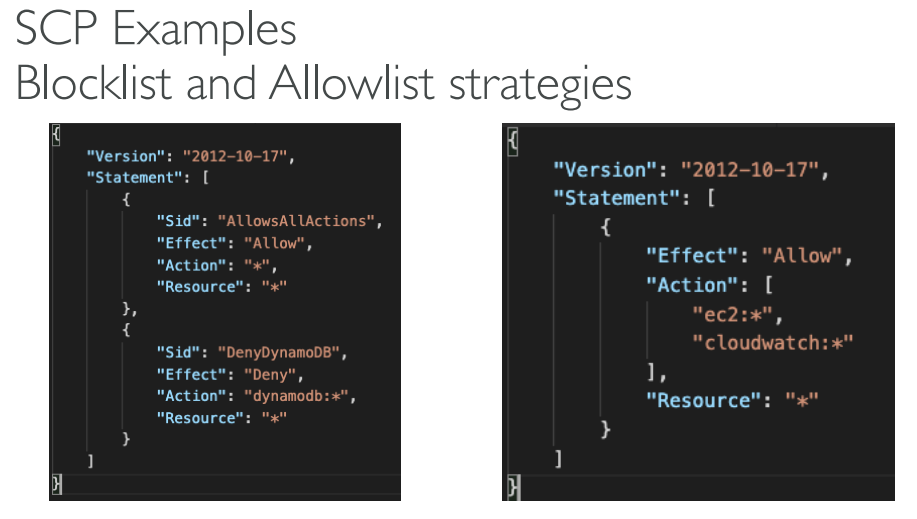 SCP Examples
Blocklist and Allowlist strategies
{
"Version": "2012-10-17",
"Statement": [
{
"Sid": "AllowsAllActions",
"Effect": "Allow",
"Action": "*",
"Resource": "*"
},
{
"Sid": "DenyDynamoDB",
"Effect": "Deny",
"Action": "dynamodb:*",
"Resource": "*"
}
]
}
{
"Version": "2012-10-17",
"Statement": [
{
"Effect": "Allow",
"Action": [
"ec2:*",
"cloudwatch:*"
],
"Resource": "*"
}
]
}